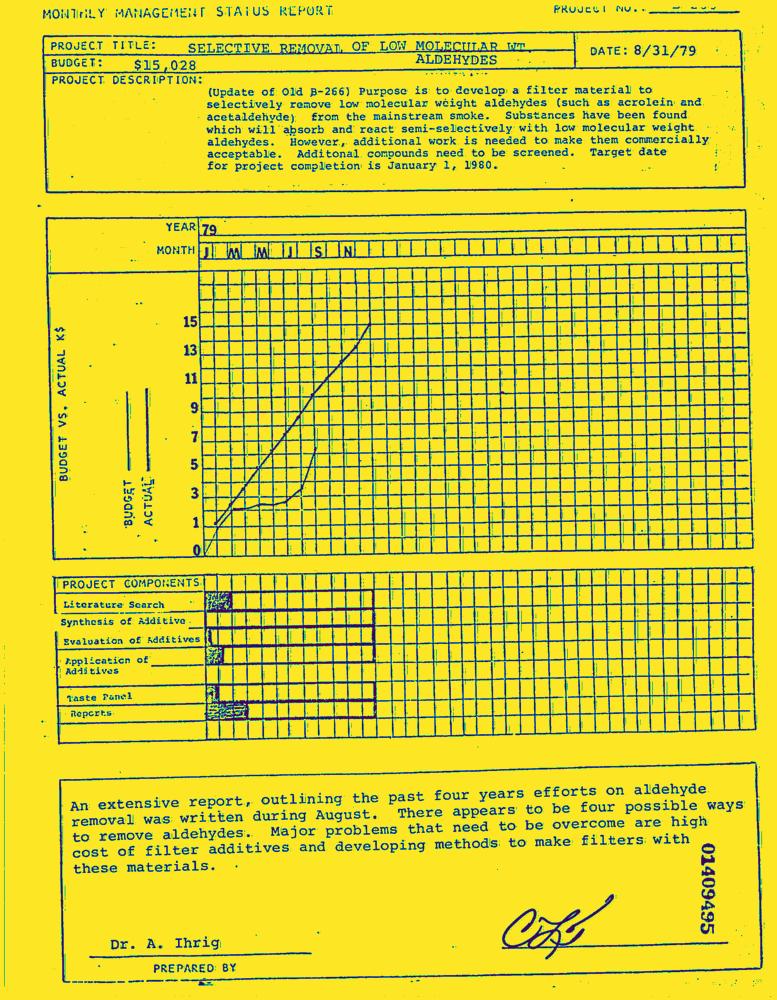 MONTHLY MANAGEMENT STATUS REPORT
PROJECT NO.:
PROJECT TITLE: SELECTIVE REMOVAL OF LOW MOLECULAR WT.
ALDEHYDES
DATE: 8/31/79
BUDGET: $15,028
PROJECT DESCRIPTION:
(Update of Old B-266) Purpose is to develop a filter material to
selectively remove low molecular weight aldehydes (such as acrolein and
acetaldehyde) from the mainstream smoke. Substances have been found
which will absorb and react semi-selectively with low molecular weight
aldehydes. However, additional work is needed to make them commercially
acceptable. Additonal compounds need to be screened. Target date
for project completion is January 1, 1980.
YEAR 79
MONTH J M M J S N
BUDGET VS. ACTUAL K$
BUDGET
ACTUAL
15
13
11
9
7
5
3
1
0
PROJECT COMPONENTS
Literature Search
Synthesis of Additive
Evaluation of Additives
Application of
Additives
Taste Panel
Reports
An extensive report, outlining the past four years efforts on aldehyde
removal was written during August. There appears to be four possible ways
to remove aldehydes. Major problems that need to be overcome are high
cost of filter additives and developing methods to make filters with
these materials.
01409495
Dr. A. Ihrig
PREPARED BY